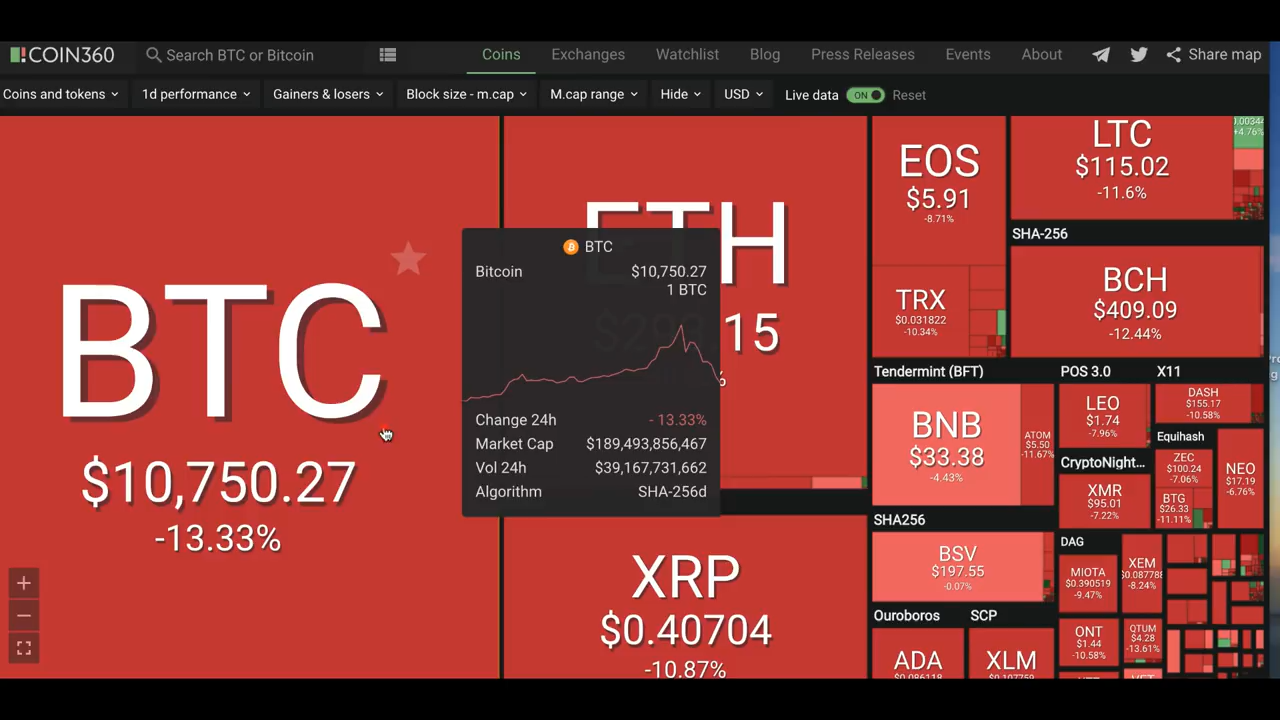 COIN360
Search BTC or Bitcoin
Coins
Exchanges
Watchlist
Blog
Press Releases
Events
About
Share map
Coins and tokens
1d performance
Gainers & losers
Block size - m.cap
M.cap range
Hide
USD
Live data
ON
Reset
BTC
$10,750.27
-13.33%
ETH
.15
BTC
Bitcoin
$10,750.27
1 BTC
Change 24h
- 13.33%
Market Cap
$189,493,856,467
Vol 24h
$39,167,731,662
Algorithm
SHA-256d
XRP
$0.40704
-10.87%
EOS
$5.91
-8.71%
TRX
$0.031822
-10.34%
LTC
$115.02
-11.6%
+4.76%
SHA-256
BCH
$409.09
-12.44%
Tendermint (BFT)
BNB
$33.38
-4.43%
ATOM
$5.50
-11.67%
POS 3.0
LEO
$1.74
-7.96%
X11
DASH
$155.17
-10.58%
CryptoNight...
XMR
$95.01
-7.22%
Equihash
ZEC
$100.24
-7.06%
BTG
$26.33
-11.11%
NEO
$17.19
-6.76%
SHA256
BSV
$197.55
-0.07%
DAG
MIOTA
$0.390519
-9.47%
XEM
$0.087788
-8.24%
Ouroboros
ADA
SCP
XLM
ONT
$1.44
-10.58%
QTUM
$4.28
-13.61%